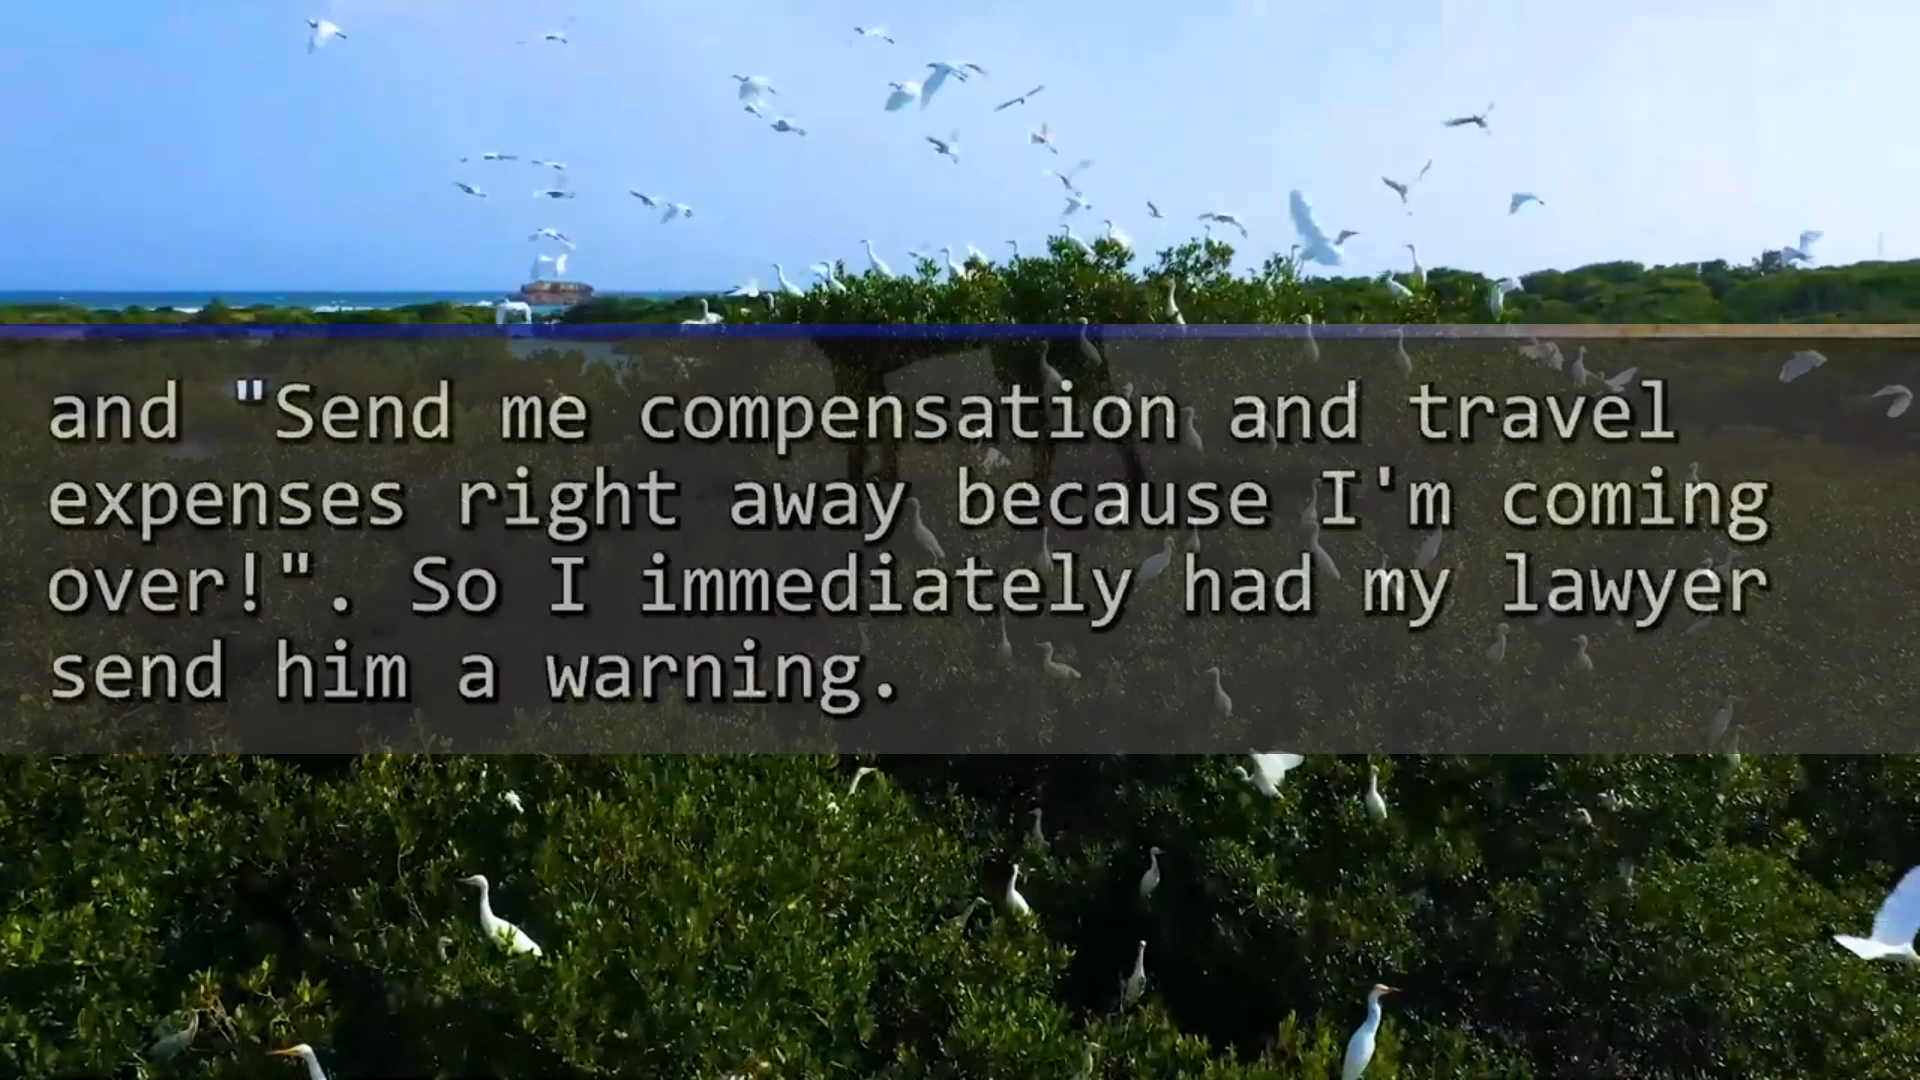 and "Send me compensation and travel
expenses right away because I'm coming
over!". So I immediately had my lawyer
send him a warning.